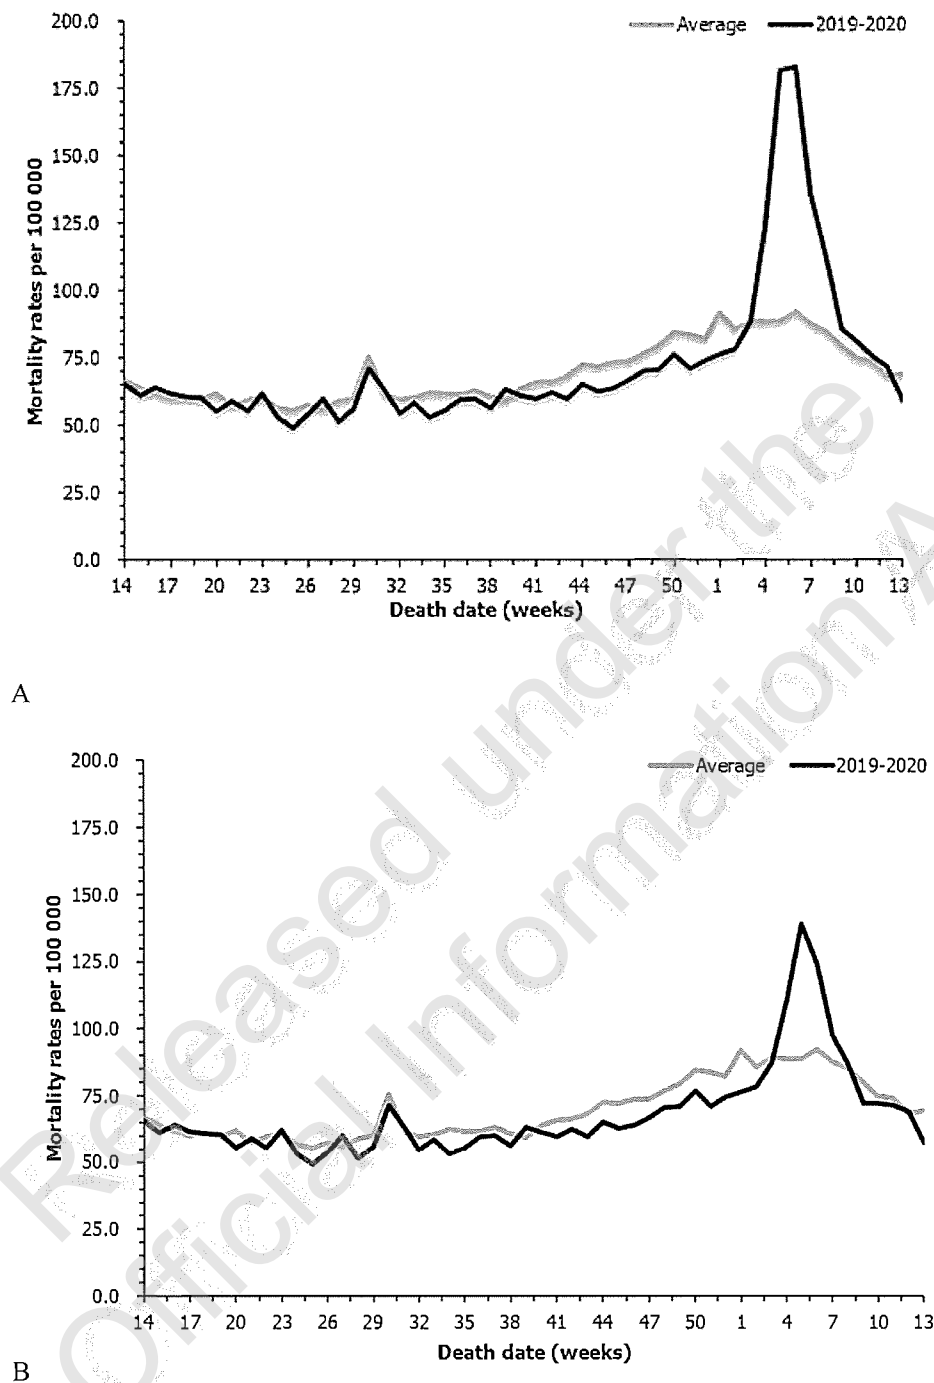 Average 2019-2020
200.0
175.0
150.0
125.0
100.0
75.0
50.0
25.0
0.0
Mortality rates per 100 000
14 17 20 23 26 29 32 35 38 41 44 47 50 1 4 7 10 13
Death date (weeks)
A
Average 2019-2020
200.0
175.0
150.0
125.0
100.0
75.0
50.0
25.0
0.0
Mortality rates per 100 000
14 17 20 23 26 29 32 35 38 41 44 47 50 1 4 7 10 13
Death date (weeks)
B
Released under the
Official Information A